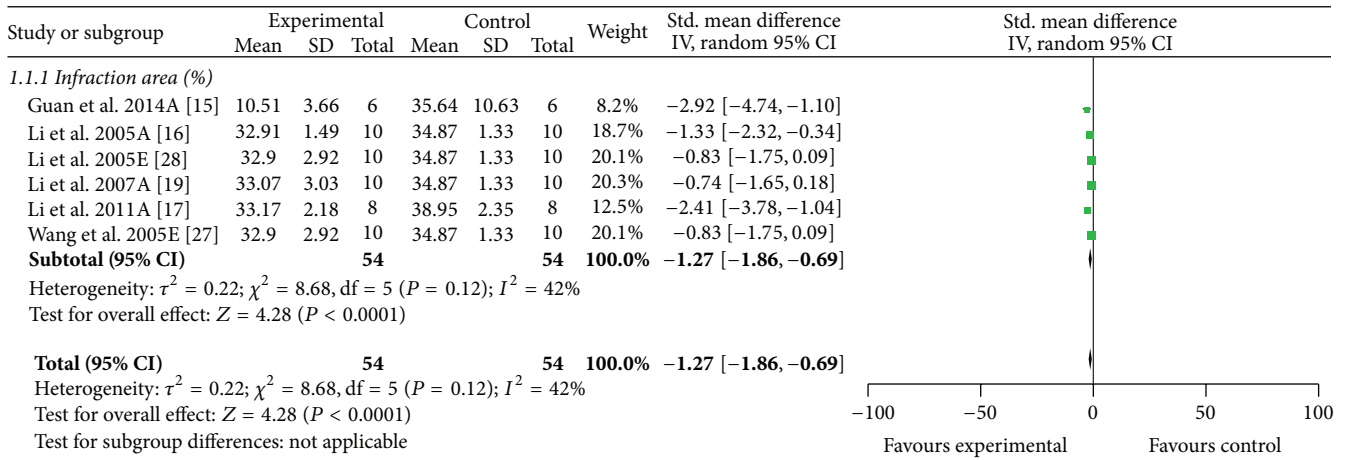 Study or subgroup Experimental Control Weight Std. mean difference Std. mean difference
Mean SD Total Mean SD Total IV, random 95% CI IV, random 95% CI
1.1.1 Infraction area (%)
Guan et al. 2014A [15] 10.51 3.66 6 35.64 10.63 6 8.2% −2.92 [−4.74, −1.10]
Li et al. 2005A [16] 32.91 1.49 10 34.87 1.33 10 18.7% −1.33 [−2.32, −0.34]
Li et al. 2005E [28] 32.9 2.92 10 34.87 1.33 10 20.1% −0.83 [−1.75, 0.09]
Li et al. 2007A [19] 33.07 3.03 10 34.87 1.33 10 20.3% −0.74 [−1.65, 0.18]
Li et al. 2011A [17] 33.17 2.18 8 38.95 2.35 8 12.5% −2.41 [−3.78, −1.04]
Wang et al. 2005E [27] 32.9 2.92 10 34.87 1.33 10 20.1% −0.83 [−1.75, 0.09]
Subtotal (95% CI) 54 54 100.0% −1.27 [−1.86, −0.69]
Heterogeneity: τ² = 0.22; χ² = 8.68, df = 5 (P = 0.12); I² = 42%
Test for overall effect: Z = 4.28 (P < 0.0001)
Total (95% CI) 54 54 100.0% −1.27 [−1.86, −0.69]
Heterogeneity: τ² = 0.22; χ² = 8.68, df = 5 (P = 0.12); I² = 42%
Test for overall effect: Z = 4.28 (P < 0.0001)
Test for subgroup differences: not applicable
−100 −50 0 50 100
Favours experimental Favours control